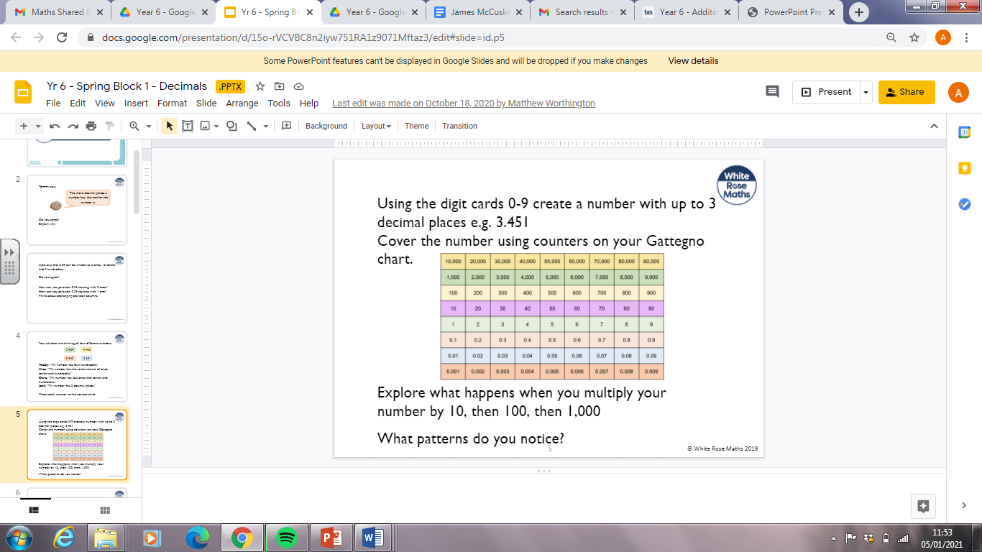 Maths Shared D
Year 6 - Google
Yr 6 - Spring Bl
Year 6 - Google
James McCusk
Search results -
Year 6 - Additi
PowerPoint Pre
docs.google.com/presentation/d/15o-rVCVBC8n2iyw751RA1z9071Mftaz3/edit#slide=id.p5
A
Some PowerPoint features can't be displayed in Google Slides and will be dropped if you make changes View details
Yr 6 - Spring Block 1 - Decimals .PPTX
File Edit View Insert Format Slide Arrange Tools Help Last edit was made on October 18, 2020 by Matthew Worthington
Present Share A
Background Layout Theme Transition
2
4
5
6
White
Rose
Maths
Using the digit cards 0-9 create a number with up to 3
decimal places e.g. 3.451
Cover the number using counters on your Gattegno
chart.
10,000 20,000 30,000 40,000 50,000 60,000 70,000 80,000 90,000
1,000 2,000 3,000 4,000 5,000 6,000 7,000 8,000 9,000
100 200 300 400 500 600 700 800 900
10 20 30 40 50 60 70 80 90
1 2 3 4 5 6 7 8 9
0.1 0.2 0.3 0.4 0.5 0.6 0.7 0.8 0.9
0.01 0.02 0.03 0.04 0.05 0.06 0.07 0.08 0.09
0.001 0.002 0.003 0.004 0.005 0.006 0.007 0.008 0.009
Explore what happens when you multiply your
number by 10, then 100, then 1,000
What patterns do you notice?
5
© White Rose Maths 2019
11:53
05/01/2021